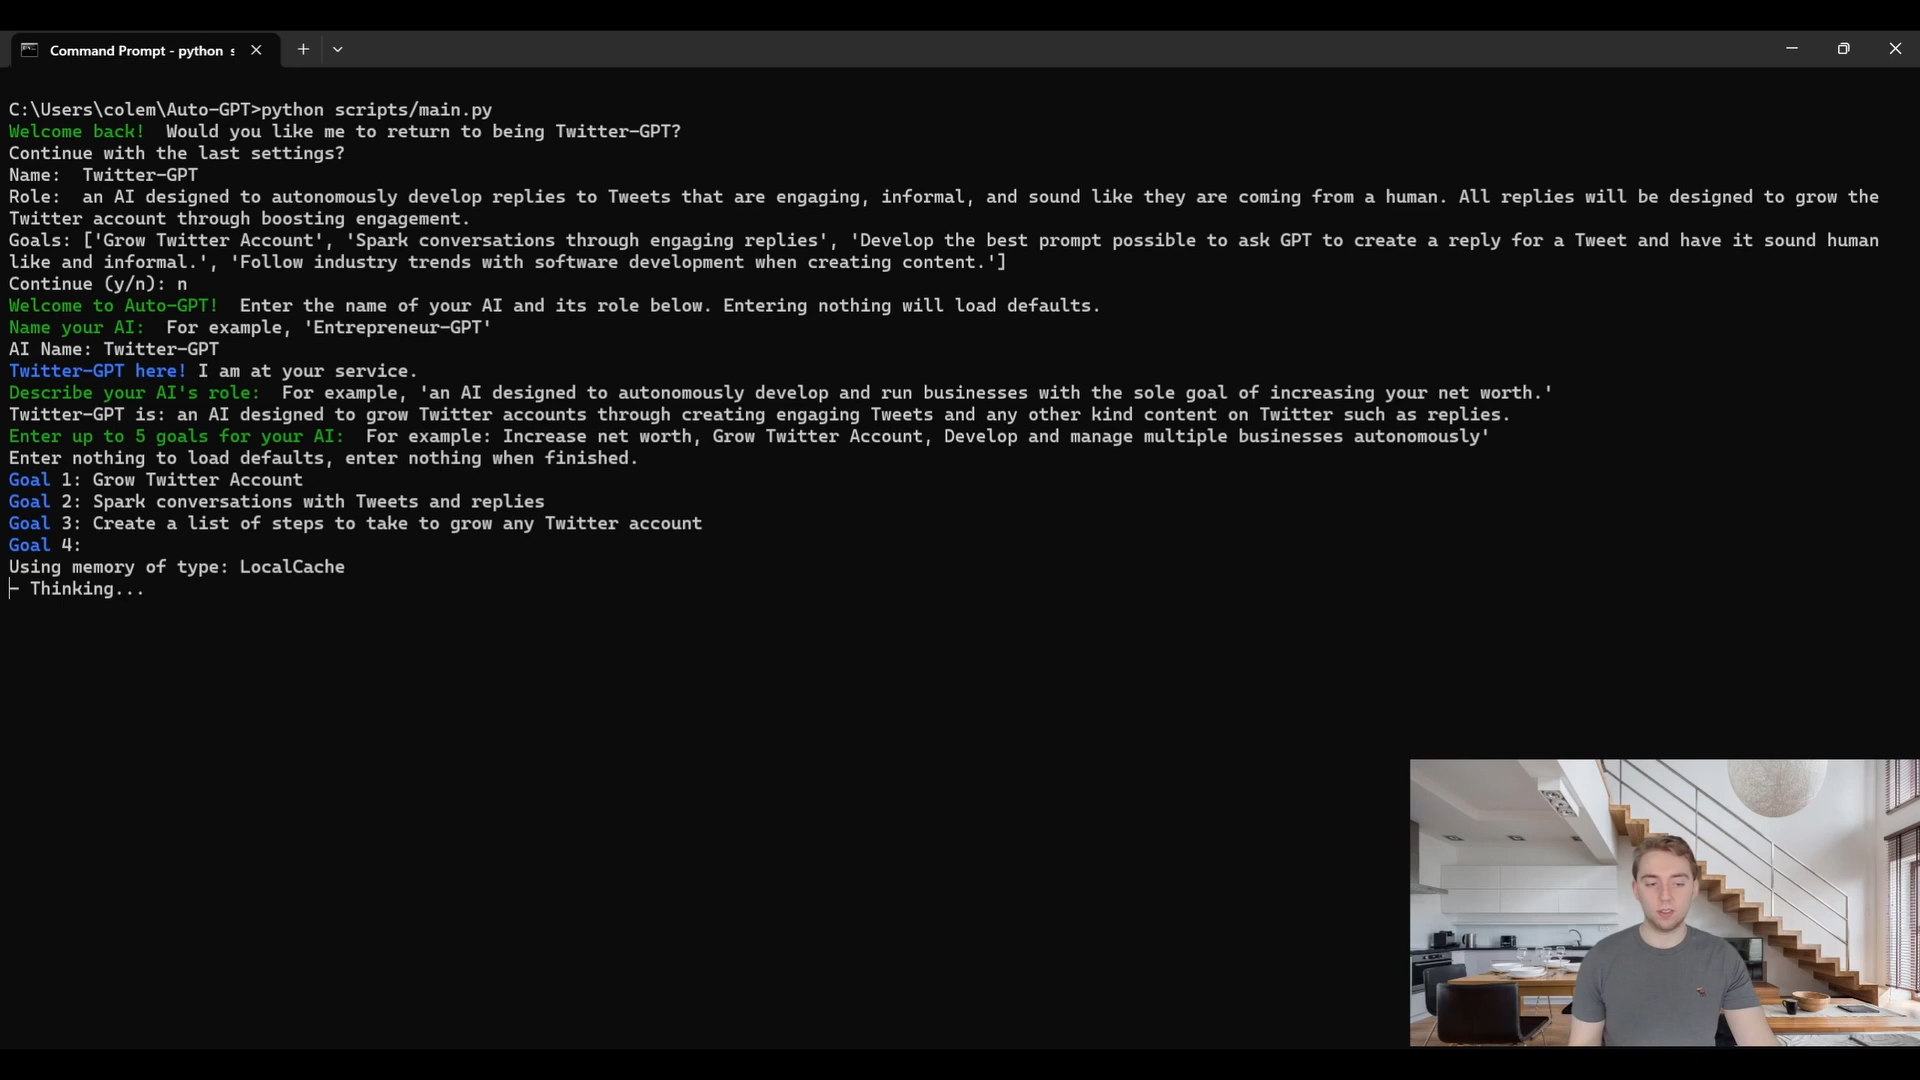 Command Prompt - python s
C:\Users\colem\Auto-GPT>python scripts/main.py
Welcome back!  Would you like me to return to being Twitter-GPT?
Continue with the last settings?
Name:  Twitter-GPT
Role:  an AI designed to autonomously develop replies to Tweets that are engaging, informal, and sound like they are coming from a human. All replies will be designed to grow the
Twitter account through boosting engagement.
Goals: ['Grow Twitter Account', 'Spark conversations through engaging replies', 'Develop the best prompt possible to ask GPT to create a reply for a Tweet and have it sound human
like and informal.', 'Follow industry trends with software development when creating content.']
Continue (y/n): n
Welcome to Auto-GPT!  Enter the name of your AI and its role below. Entering nothing will load defaults.
Name your AI:  For example, 'Entrepreneur-GPT'
AI Name: Twitter-GPT
Twitter-GPT here! I am at your service.
Describe your AI's role:  For example, 'an AI designed to autonomously develop and run businesses with the sole goal of increasing your net worth.'
Twitter-GPT is: an AI designed to grow Twitter accounts through creating engaging Tweets and any other kind content on Twitter such as replies.
Enter up to 5 goals for your AI:  For example: Increase net worth, Grow Twitter Account, Develop and manage multiple businesses autonomously'
Enter nothing to load defaults, enter nothing when finished.
Goal 1: Grow Twitter Account
Goal 2: Spark conversations with Tweets and replies
Goal 3: Create a list of steps to take to grow any Twitter account
Goal 4:
Using memory of type: LocalCache
- Thinking...